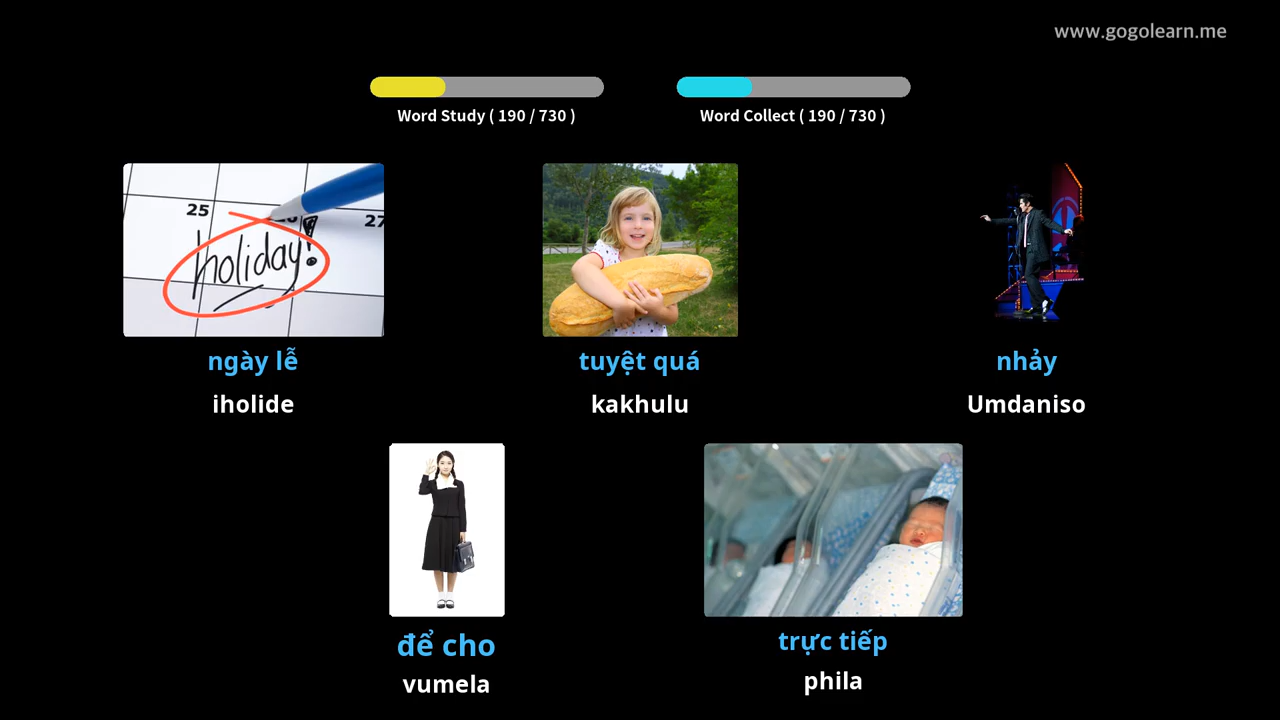 www.gogolearn.me
Word Study ( 190 / 730 )
Word Collect ( 190 / 730 )
25
26
27
holiday!
ngày lễ
tuyệt quá
nhảy
iholide
kakhulu
Umdaniso
để cho
trực tiếp
vumela
phila